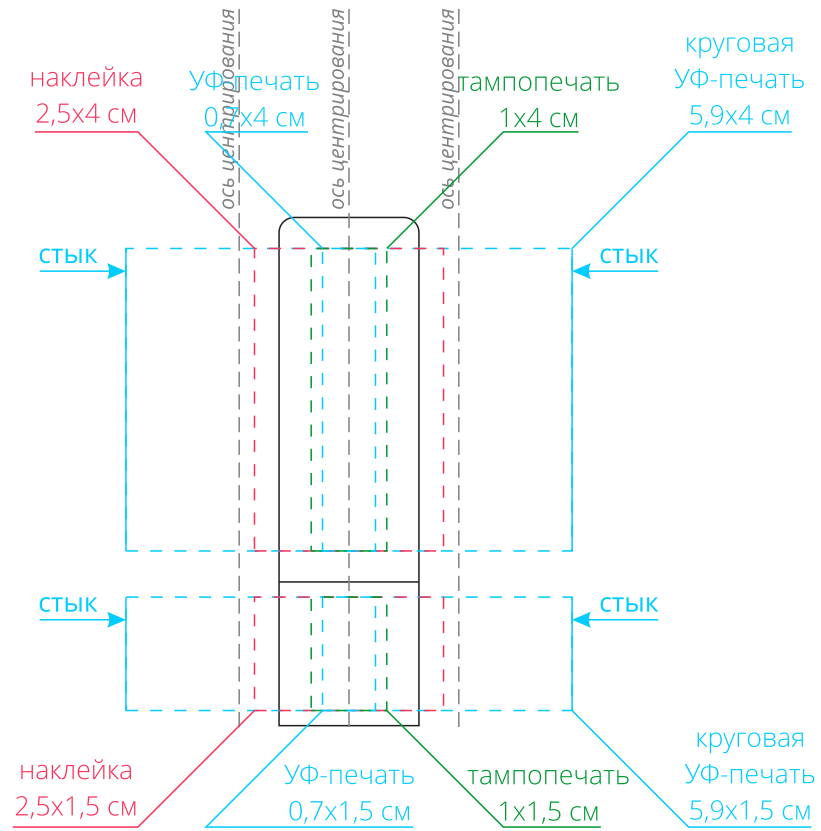 ось центрирования
ось центрирования
ось центрирования
наклейка
2,5х4 см
УФ-печать
0,7х4 см
тампопечать
1х4 см
круговая
УФ-печать
5,9х4 см
стык
стык
стык
стык
наклейка
2,5х1,5 см
УФ-печать
0,7х1,5 см
тампопечать
1х1,5 см
круговая
УФ-печать
5,9х1,5 см